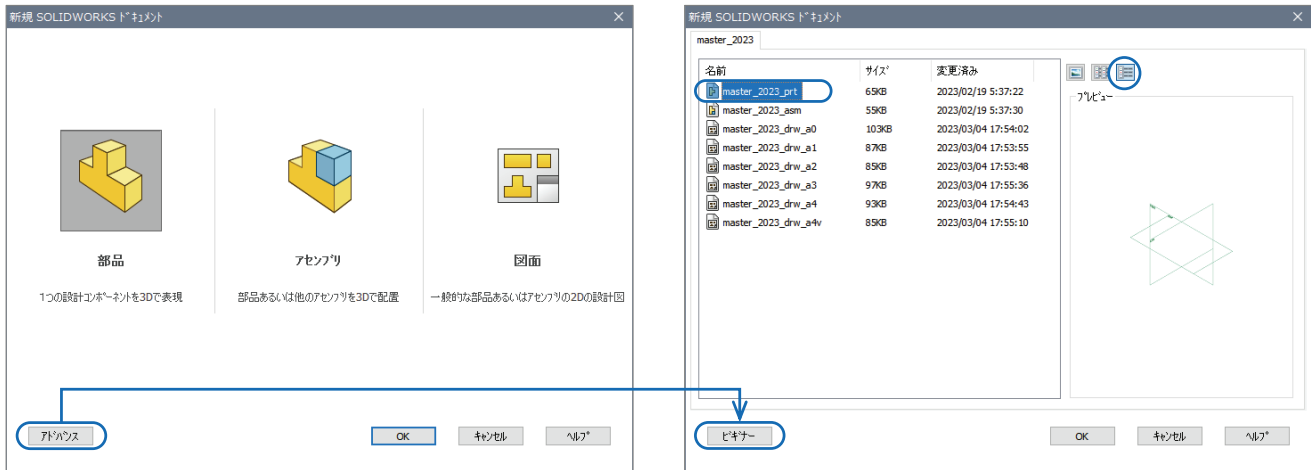 新規 SOLIDWORKS ﾄﾞｷｭﾒﾝﾄ
部品
1つの設計ｺﾝﾎﾟｰﾈﾝﾄを3Dで表現
ｱｾﾝﾌﾞﾘ
部品あるいは他のｱｾﾝﾌﾞﾘを3Dで配置
図面
一般的な部品あるいはｱｾﾝﾌﾞﾘの2Dの設計図
ｱﾄﾞﾊﾞﾝｽ
OK
ｷｬﾝｾﾙ
ﾍﾙﾌﾟ
新規 SOLIDWORKS ﾄﾞｷｭﾒﾝﾄ
master_2023
名前 ｻｲｽﾞ 変更済み
master_2023_prt 65KB 2023/02/19 5:37:22
master_2023_asm 55KB 2023/02/19 5:37:30
master_2023_drw_a0 103KB 2023/03/04 17:54:02
master_2023_drw_a1 87KB 2023/03/04 17:53:55
master_2023_drw_a2 85KB 2023/03/04 17:53:48
master_2023_drw_a3 97KB 2023/03/04 17:55:36
master_2023_drw_a4 93KB 2023/03/04 17:54:43
master_2023_drw_a4v 85KB 2023/03/04 17:55:10
ﾌﾟﾚﾋﾞｭｰ
ﾋﾞｷﾞﾅｰ
OK
ｷｬﾝｾﾙ
ﾍﾙﾌﾟ